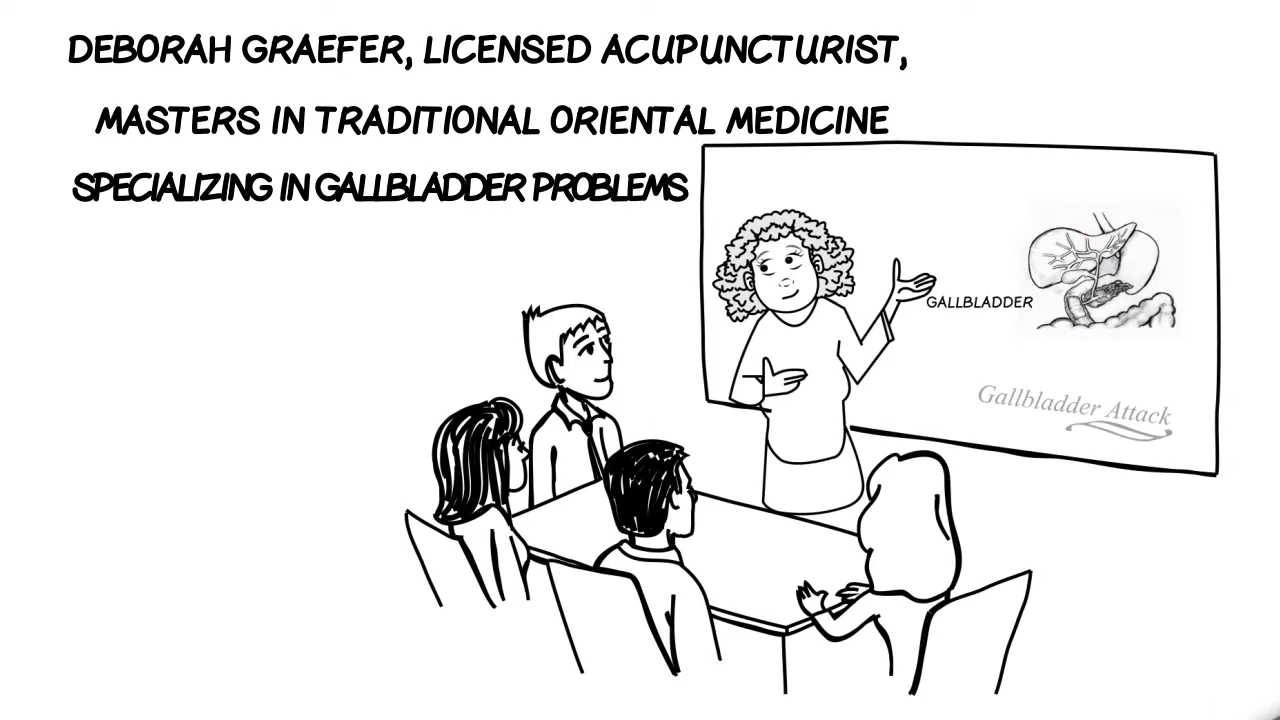 DEBORAH GRAEFER, LICENSED ACUPUNCTURIST,
MASTERS IN TRADITIONAL ORIENTAL MEDICINE
SPECIALIZING IN GALLBLADDER PROBLEMS
GALLBLADDER
Gallbladder Attack